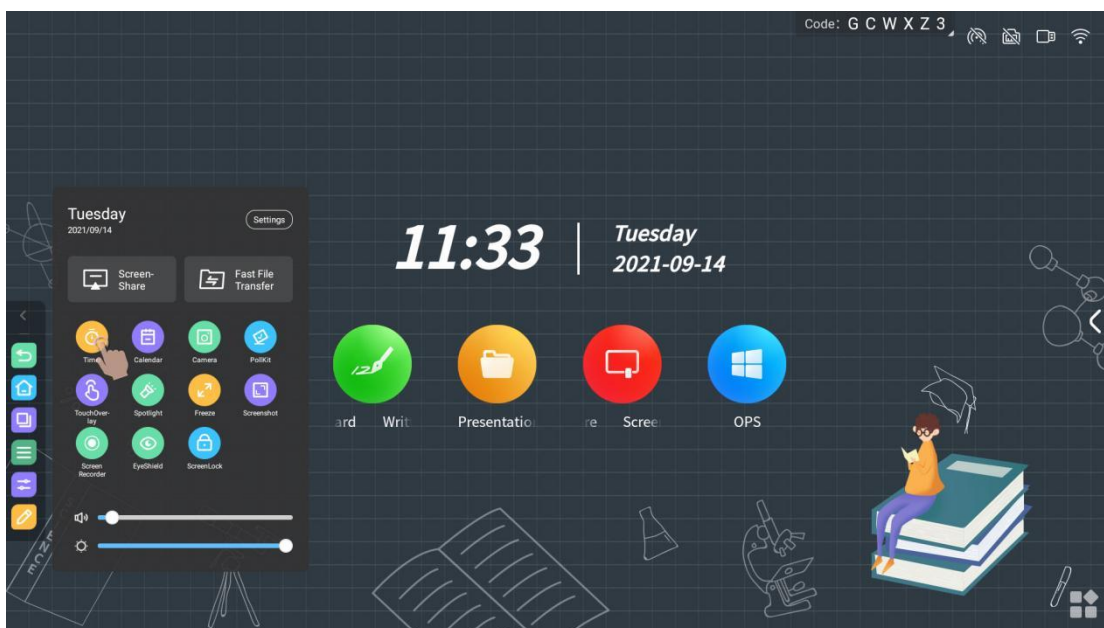 Code: G C W X Z 3
Tuesday
2021/09/14
Settings
Screen-
Share
Fast File
Transfer
Calendar
Camera
PollKit
TouchOver-
lay
Spotlight
Freeze
Screenshot
Screen
Recorder
EyeShield
ScreenLock
11:33
Tuesday
2021-09-14
ard Writ
Presentatio
re Scree
OPS